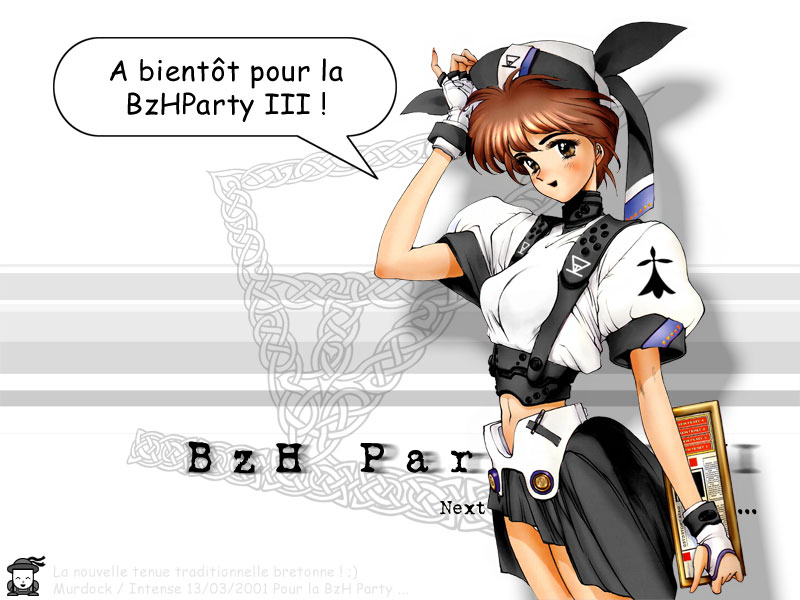 A bientôt pour la
BzHParty III !
BzH Par I
Next ...
La nouvelle tenue traditionnelle bretonne ! ;)
Murdock / Intense 13/03/2001 Pour la BzH Party ...